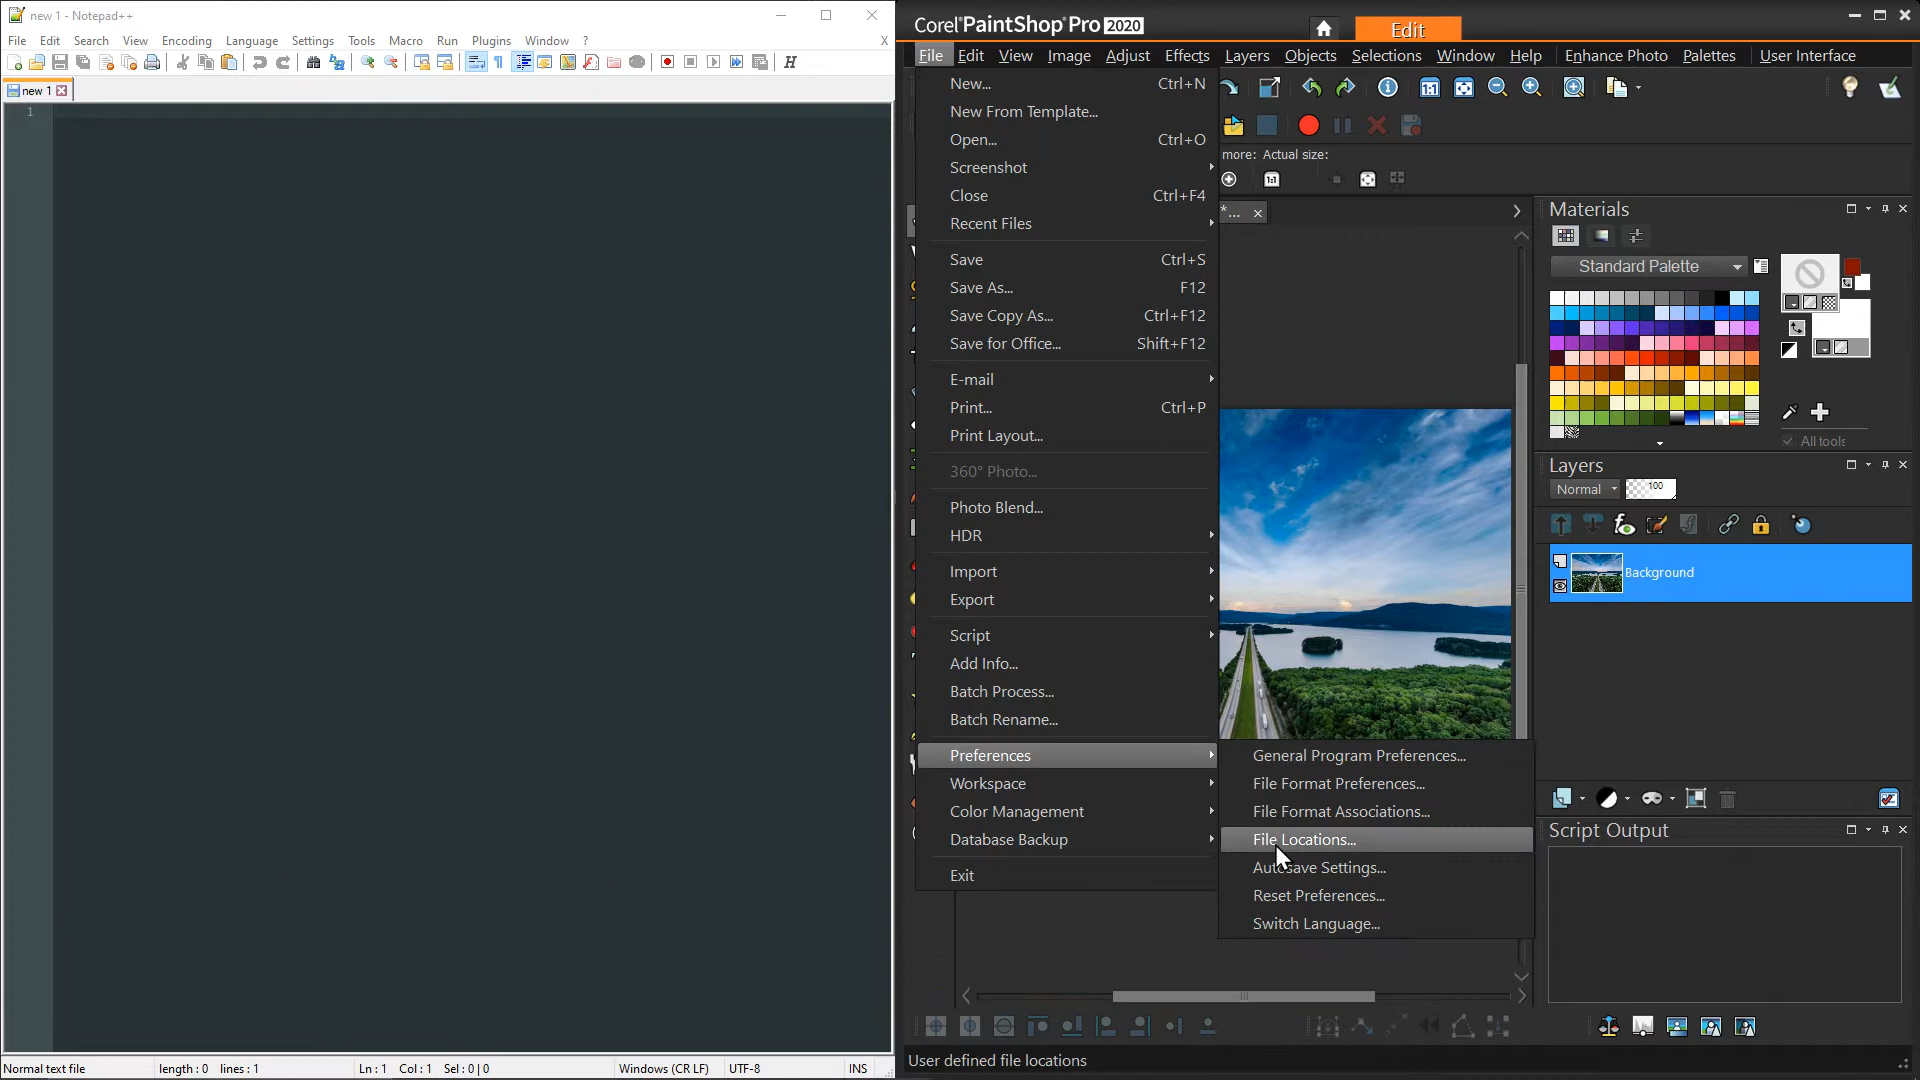 new 1 - Notepad++
File Edit Search View Encoding Language Settings Tools Macro Run Plugins Window ? X
new 1
1
Normal text file length : 0 lines : 1 Ln : 1 Col : 1 Sel : 0 | 0 Windows (CR LF) UTF-8 INS
Corel PaintShop Pro 2020
Edit
File Edit View Image Adjust Effects Layers Objects Selections Window Help Enhance Photo Palettes User Interface
New... Ctrl+N
New From Template...
Open... Ctrl+O
Screenshot
Close Ctrl+F4
Recent Files
Save Ctrl+S
Save As... F12
Save Copy As... Ctrl+F12
Save for Office... Shift+F12
E-mail
Print... Ctrl+P
Print Layout...
360° Photo...
Photo Blend...
HDR
Import
Export
Script
Add Info...
Batch Process...
Batch Rename...
Preferences
Workspace
Color Management
Database Backup
Exit
General Program Preferences...
File Format Preferences...
File Format Associations...
File Locations...
Autosave Settings...
Reset Preferences...
Switch Language...
more: Actual size:
*...
Materials
Standard Palette
All tools
Layers
Normal 100
Background
Script Output
User defined file locations